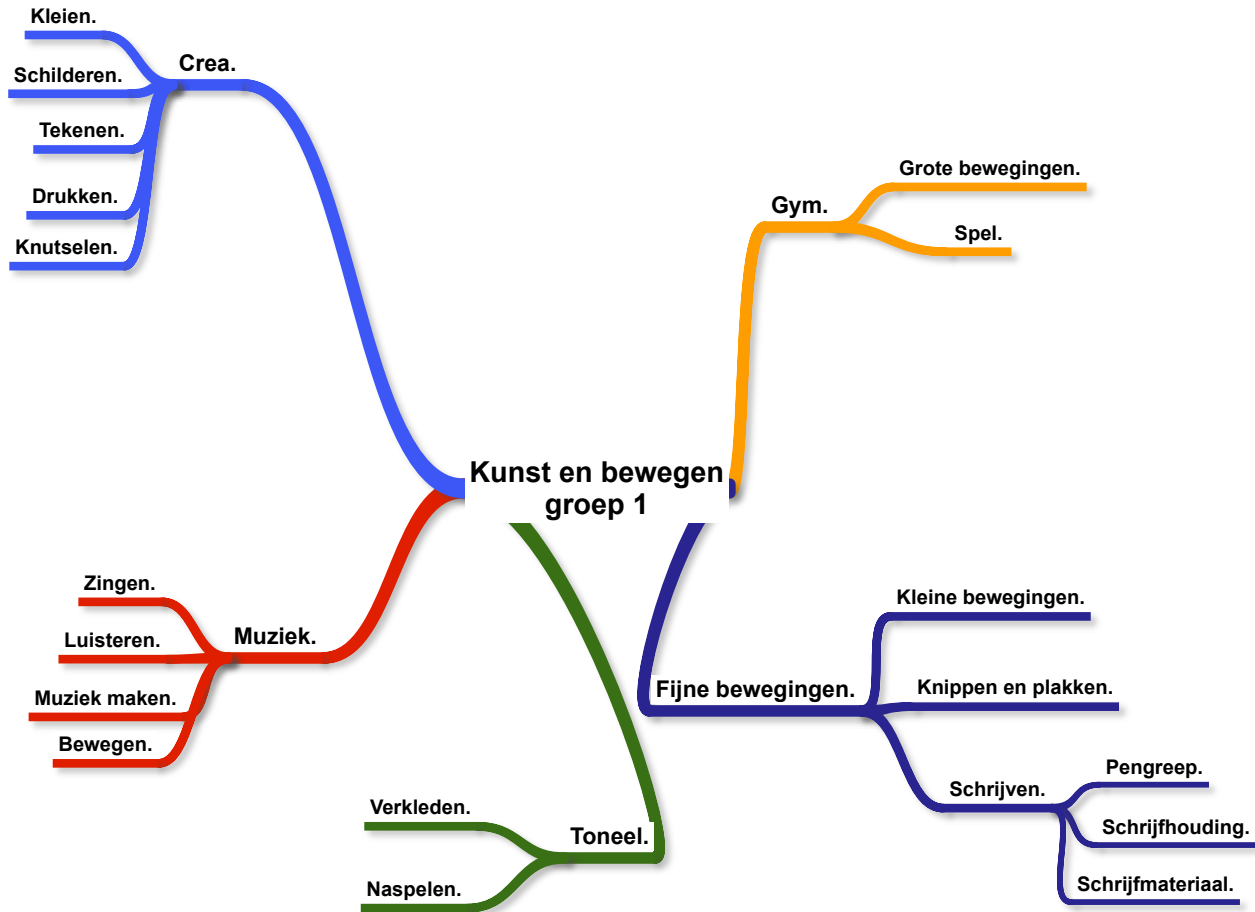 Kleien.
Crea.
Schilderen.
Tekenen.
Drukken.
Knutselen.
Grote bewegingen.
Gym.
Spel.
Kunst en bewegen
groep 1
Zingen.
Luisteren.
Muziek.
Muziek maken.
Bewegen.
Kleine bewegingen.
Fijne bewegingen.
Knippen en plakken.
Schrijven.
Pengreep.
Schrijfhouding.
Schrijfmateriaal.
Verkleden.
Toneel.
Naspelen.